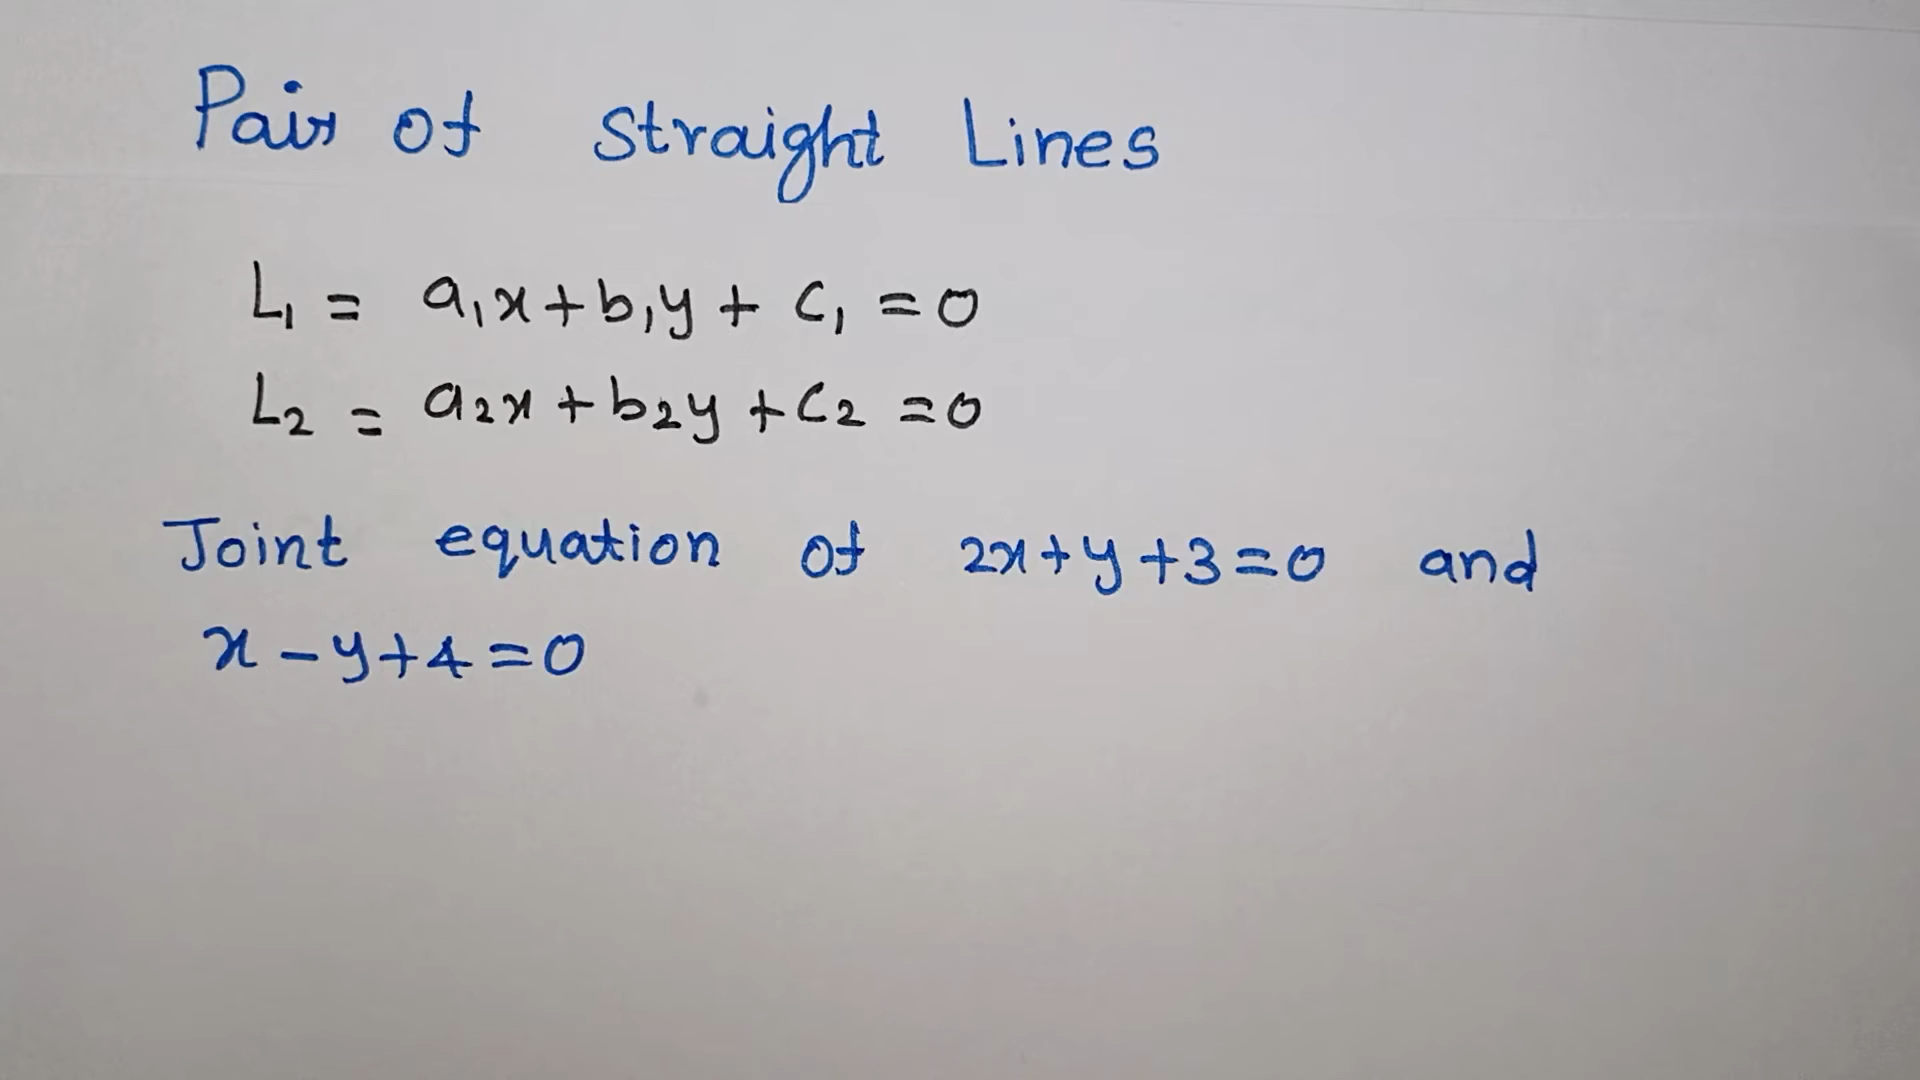 Pair of Straight Lines
L₁ = a₁x + b₁y + c₁ = 0
L₂ = a₂x + b₂y + c₂ = 0
Joint equation of 2x+y+3=0 and
x-y+4=0